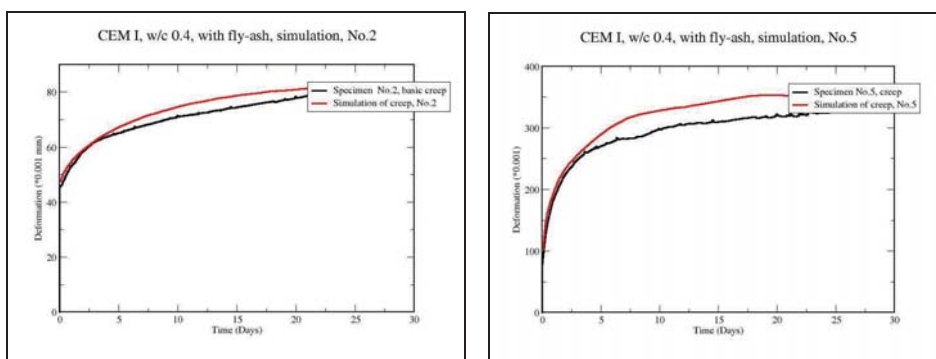 CEM I, w/c 0.4, with fly-ash, simulation, No.2
80
60
40
20
0
0 5 10 15 20 25 30
Deformation (*0.001 mm)
Time (Days)
Specimen No.2, basic creep
Simulation of creep, No.2
CEM I, w/c 0.4, with fly-ash, simulation, No.5
400
300
200
100
0
0 5 10 15 20 25 30
Deformation (*0.001)
Time (Days)
Specimen No.5, creep
Simulation of creep, No.5